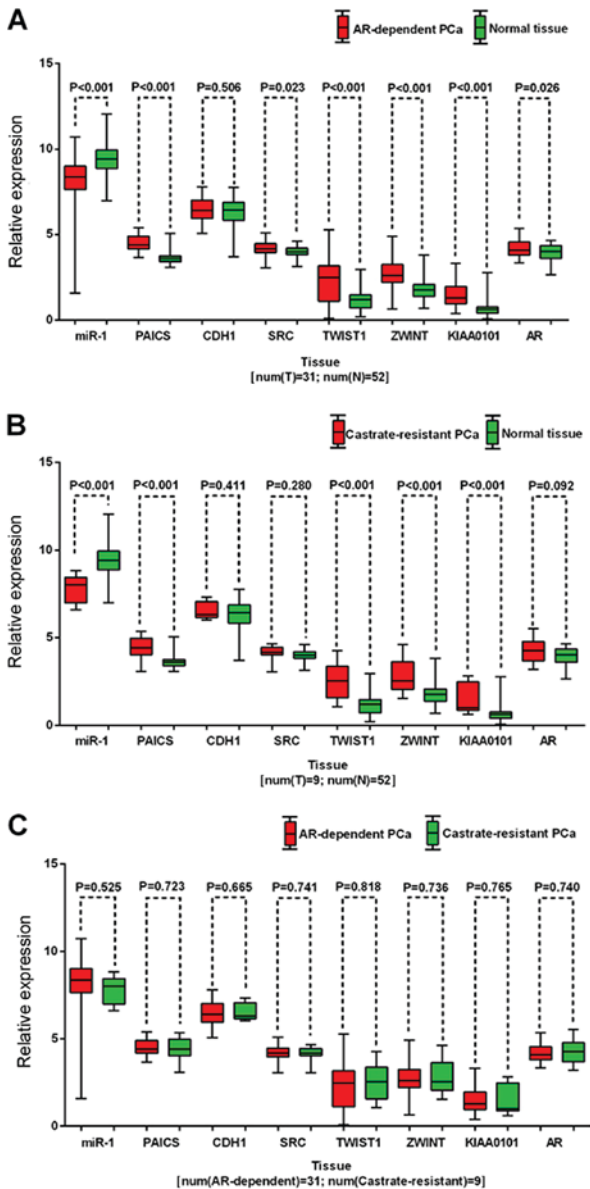 A
AR-dependent PCa Normal tissue
P<0.001 P<0.001 P=0.506 P=0.023 P<0.001 P<0.001 P<0.001 P=0.026
Relative expression
15
10
5
0
miR-1 PAICS CDH1 SRC TWIST1 ZWINT KIAA0101 AR
Tissue
[num(T)=31; num(N)=52]
B
Castrate-resistant PCa Normal tissue
P<0.001 P<0.001 P=0.411 P=0.280 P<0.001 P<0.001 P<0.001 P=0.092
Relative expression
15
10
5
0
miR-1 PAICS CDH1 SRC TWIST1 ZWINT KIAA0101 AR
Tissue
[num(T)=9; num(N)=52]
C
AR-dependent PCa Castrate-resistant PCa
P=0.525 P=0.723 P=0.665 P=0.741 P=0.818 P=0.736 P=0.765 P=0.740
Relative expression
15
10
5
0
miR-1 PAICS CDH1 SRC TWIST1 ZWINT KIAA0101 AR
Tissue
[num(AR-dependent)=31; num(Castrate-resistant)=9]